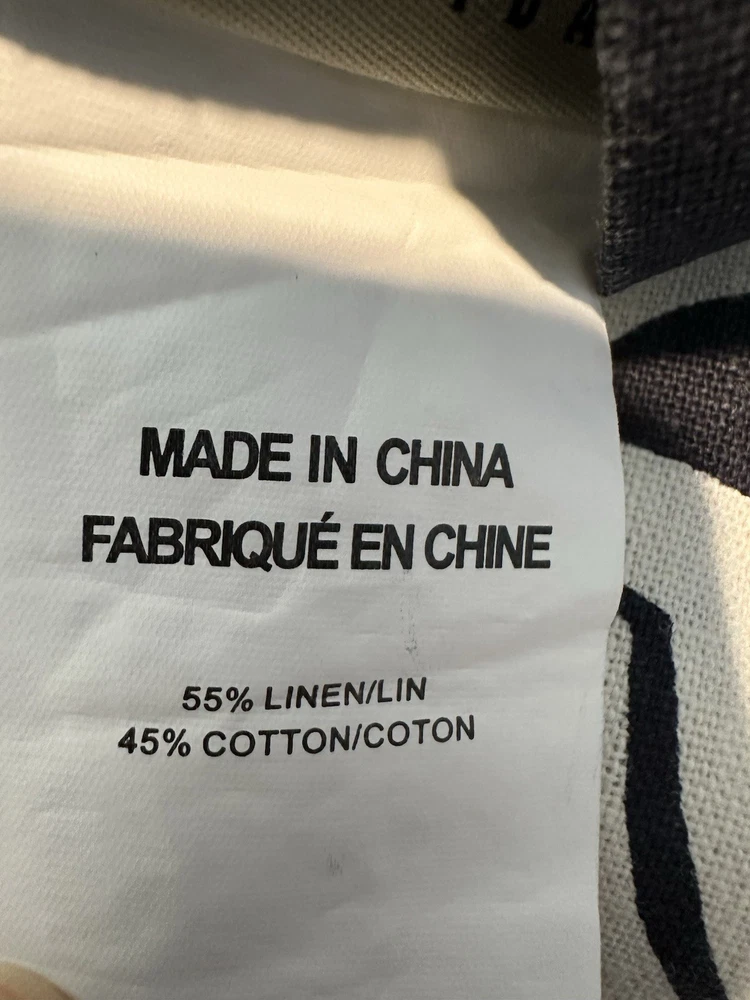 MADE IN CHINA
FABRIQUÉ EN CHINE
55% LINEN/LIN
45% COTTON/COTON